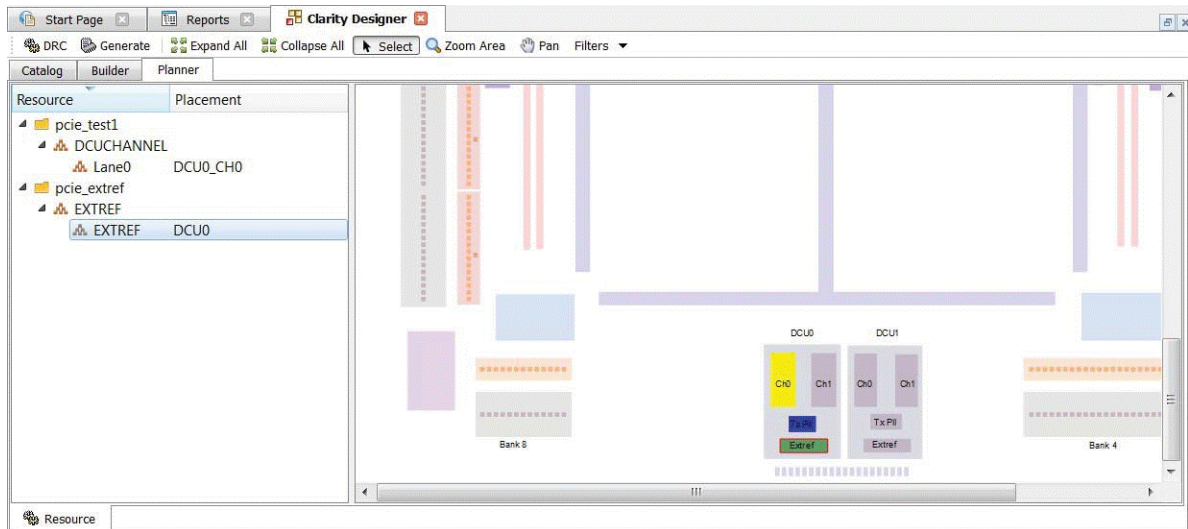 Start Page Reports Clarity Designer
DRC Generate Expand All Collapse All Select Zoom Area Pan Filters
Catalog Builder Planner
Resource Placement
pcie_test1
DCUCHANNEL
Lane0 DCU0_CH0
pcie_extref
EXTREF
EXTREF DCU0
DCU0 DCU1
Ch0 Ch1 Ch0 Ch1
Tx Pll Tx Pll
Extref Extref
Bank 8 Bank 4
Resource